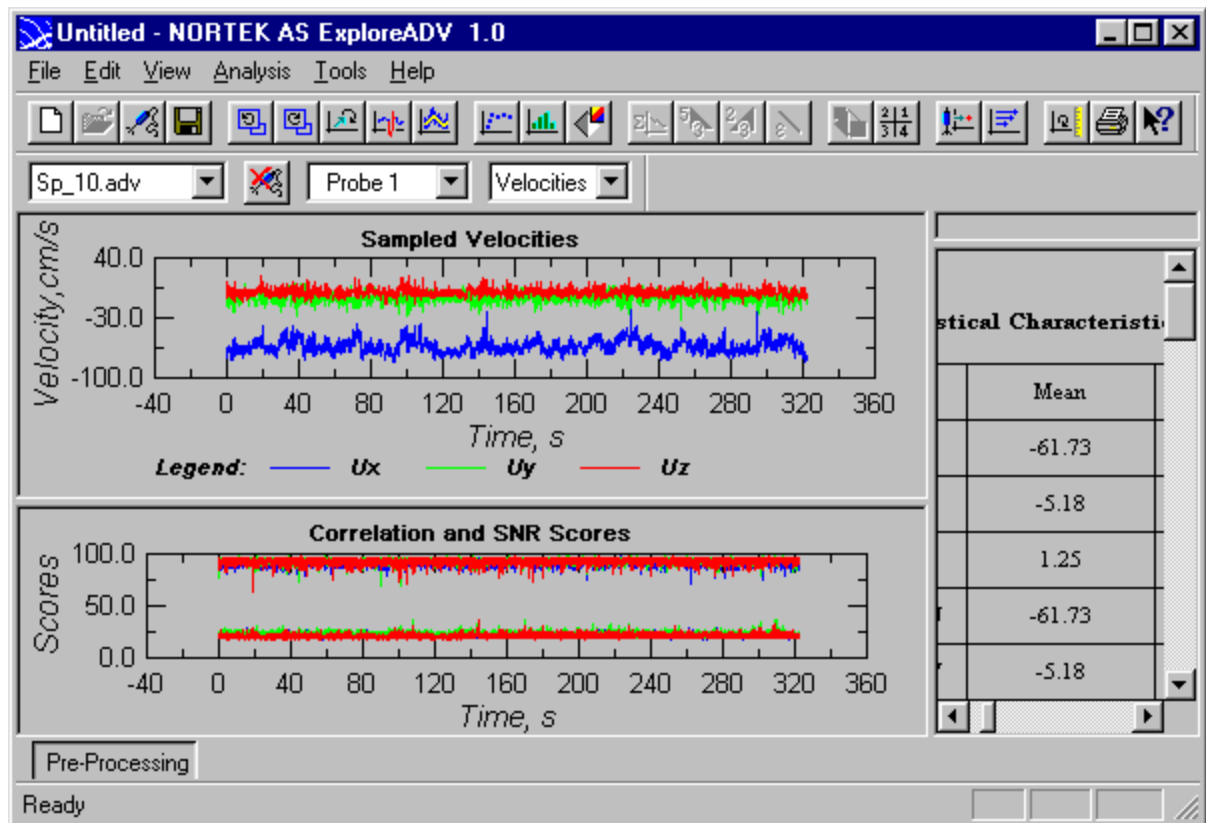 Untitled - NORTEK AS ExploreADV 1.0
File Edit View Analysis Tools Help
Sp_10.adv Probe 1 Velocities
Sampled Velocities
Velocity,cm/s
40.0
-30.0
-100.0
-40 0 40 80 120 160 200 240 280 320 360
Time, s
Legend: Ux Uy Uz
Correlation and SNR Scores
Scores
100.0
50.0
0.0
-40 0 40 80 120 160 200 240 280 320 360
Time, s
stical Characteristi
Mean
-61.73
-5.18
1.25
-61.73
-5.18
Pre-Processing
Ready